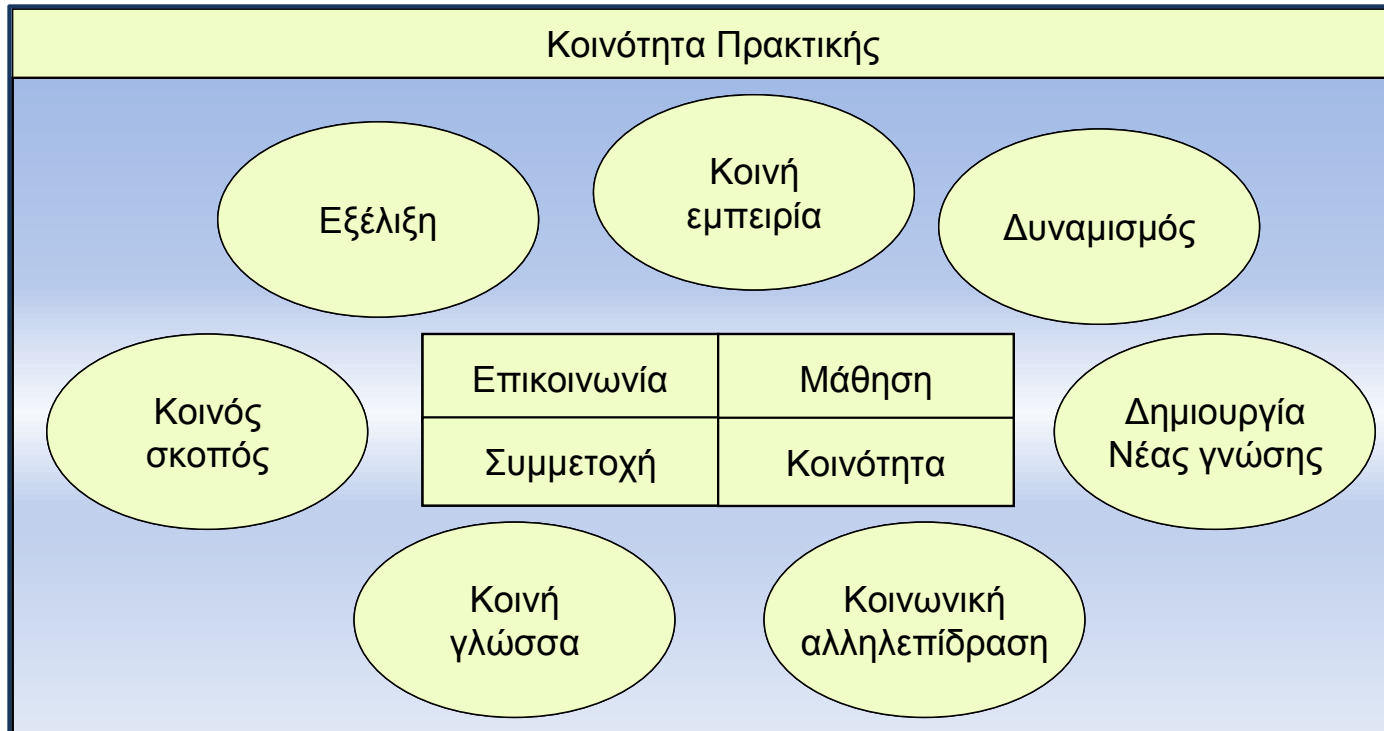 Κοινότητα Πρακτικής
Εξέλιξη
Κοινή
εμπειρία
Δυναμισμός
Κοινός
σκοπός
Επικοινωνία
Μάθηση
Συμμετοχή
Κοινότητα
Δημιουργία
Νέας γνώσης
Κοινή
γλώσσα
Κοινωνική
αλληλεπίδραση